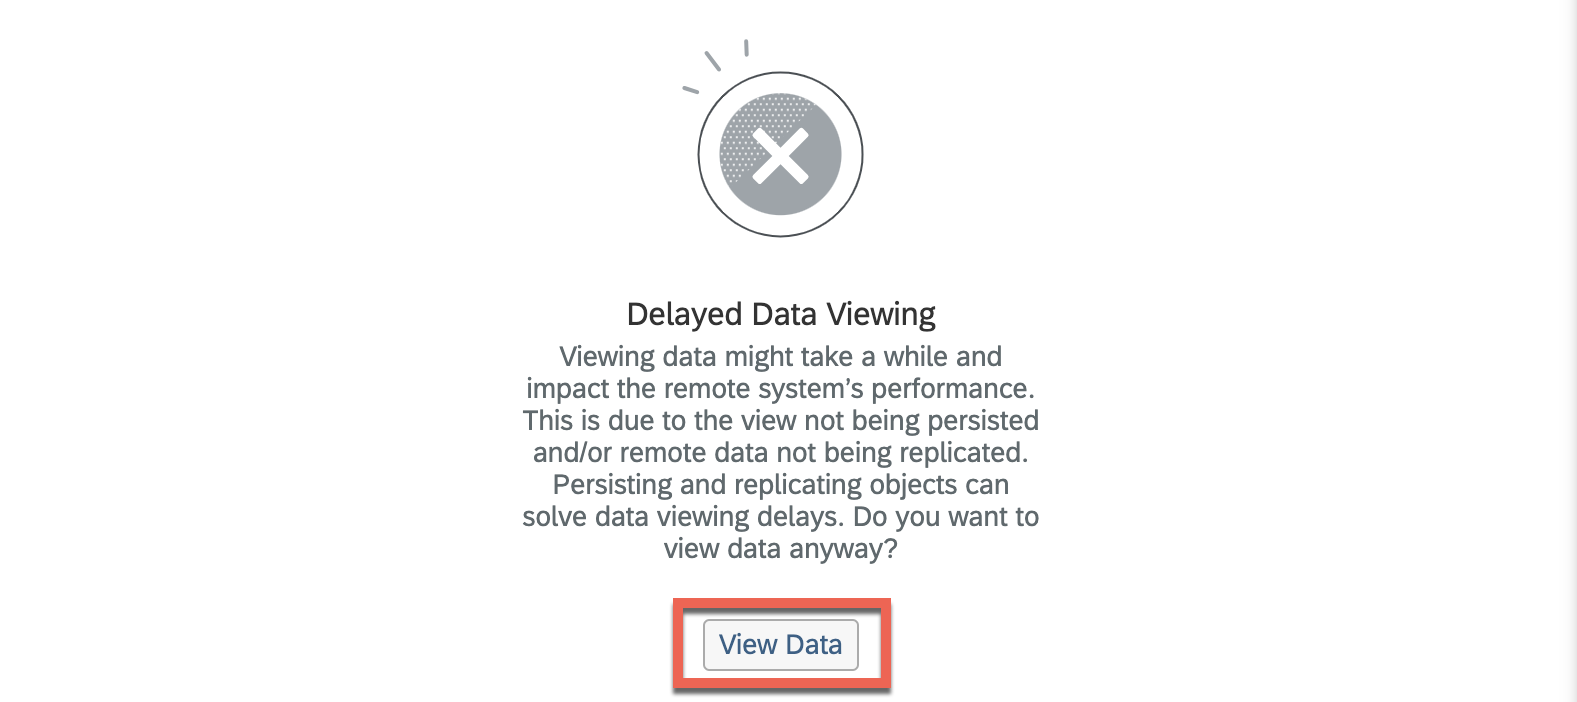 Delayed Data Viewing
Viewing data might take a while and
impact the remote system’s performance.
This is due to the view not being persisted
and/or remote data not being replicated.
Persisting and replicating objects can
solve data viewing delays. Do you want to
view data anyway?
View Data